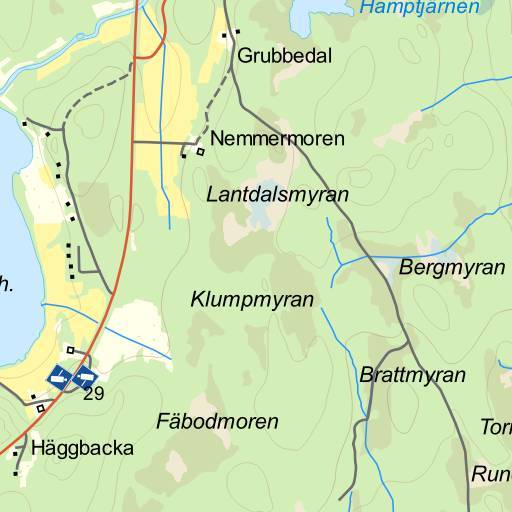 Hamptjärnen
Grubbedal
Nemmermoren
Lantdalsmyran
Bergmyran
h.
Klumpmyran
Brattmyran
29
Fäbodmoren
Häggbacka